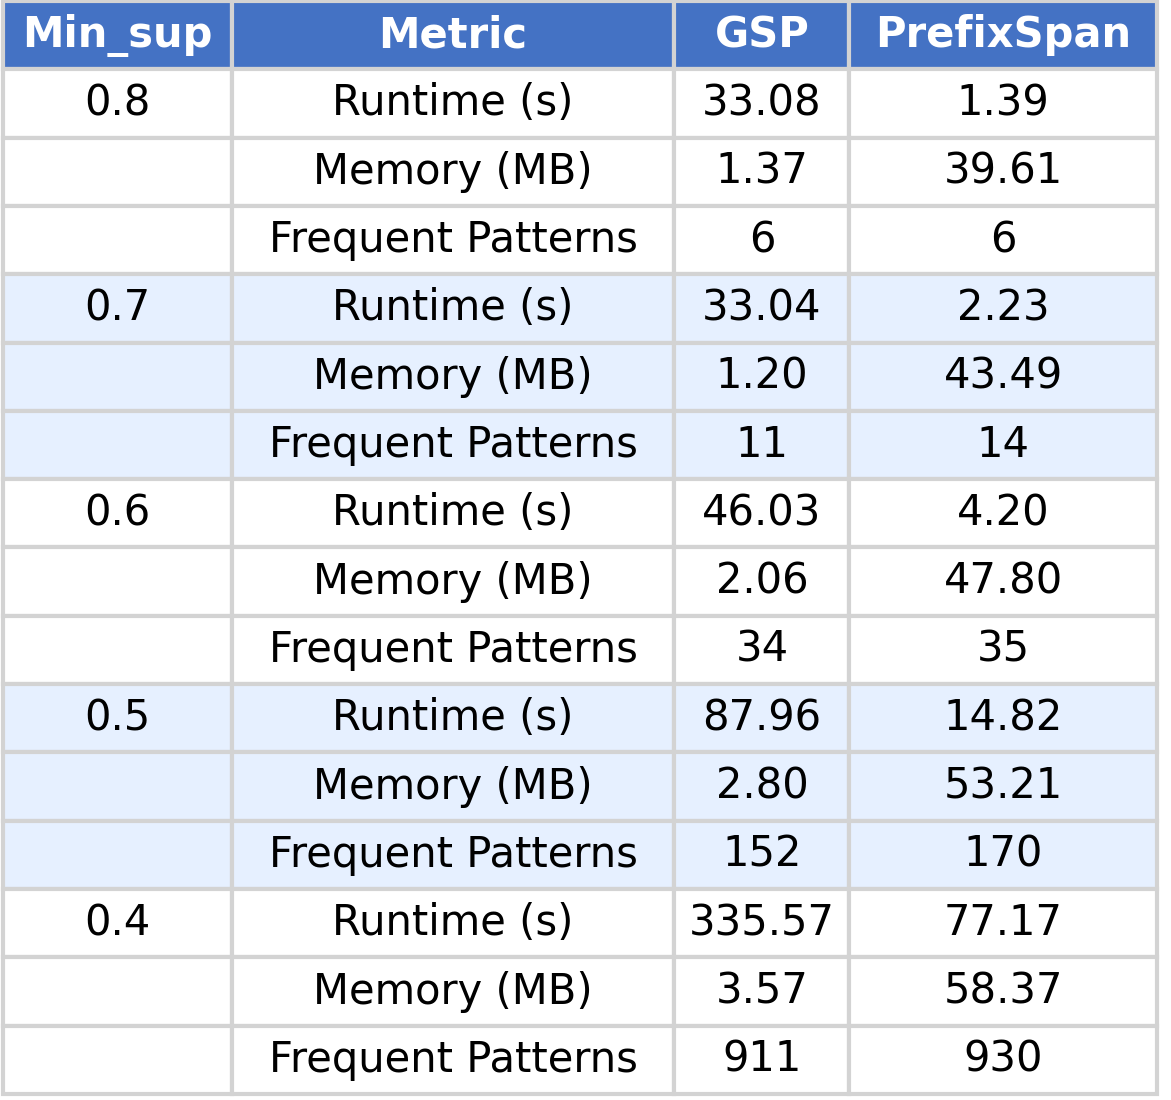 Min_sup Metric GSP PrefixSpan
0.8 Runtime (s) 33.08 1.39
Memory (MB) 1.37 39.61
Frequent Patterns 6 6
0.7 Runtime (s) 33.04 2.23
Memory (MB) 1.20 43.49
Frequent Patterns 11 14
0.6 Runtime (s) 46.03 4.20
Memory (MB) 2.06 47.80
Frequent Patterns 34 35
0.5 Runtime (s) 87.96 14.82
Memory (MB) 2.80 53.21
Frequent Patterns 152 170
0.4 Runtime (s) 335.57 77.17
Memory (MB) 3.57 58.37
Frequent Patterns 911 930